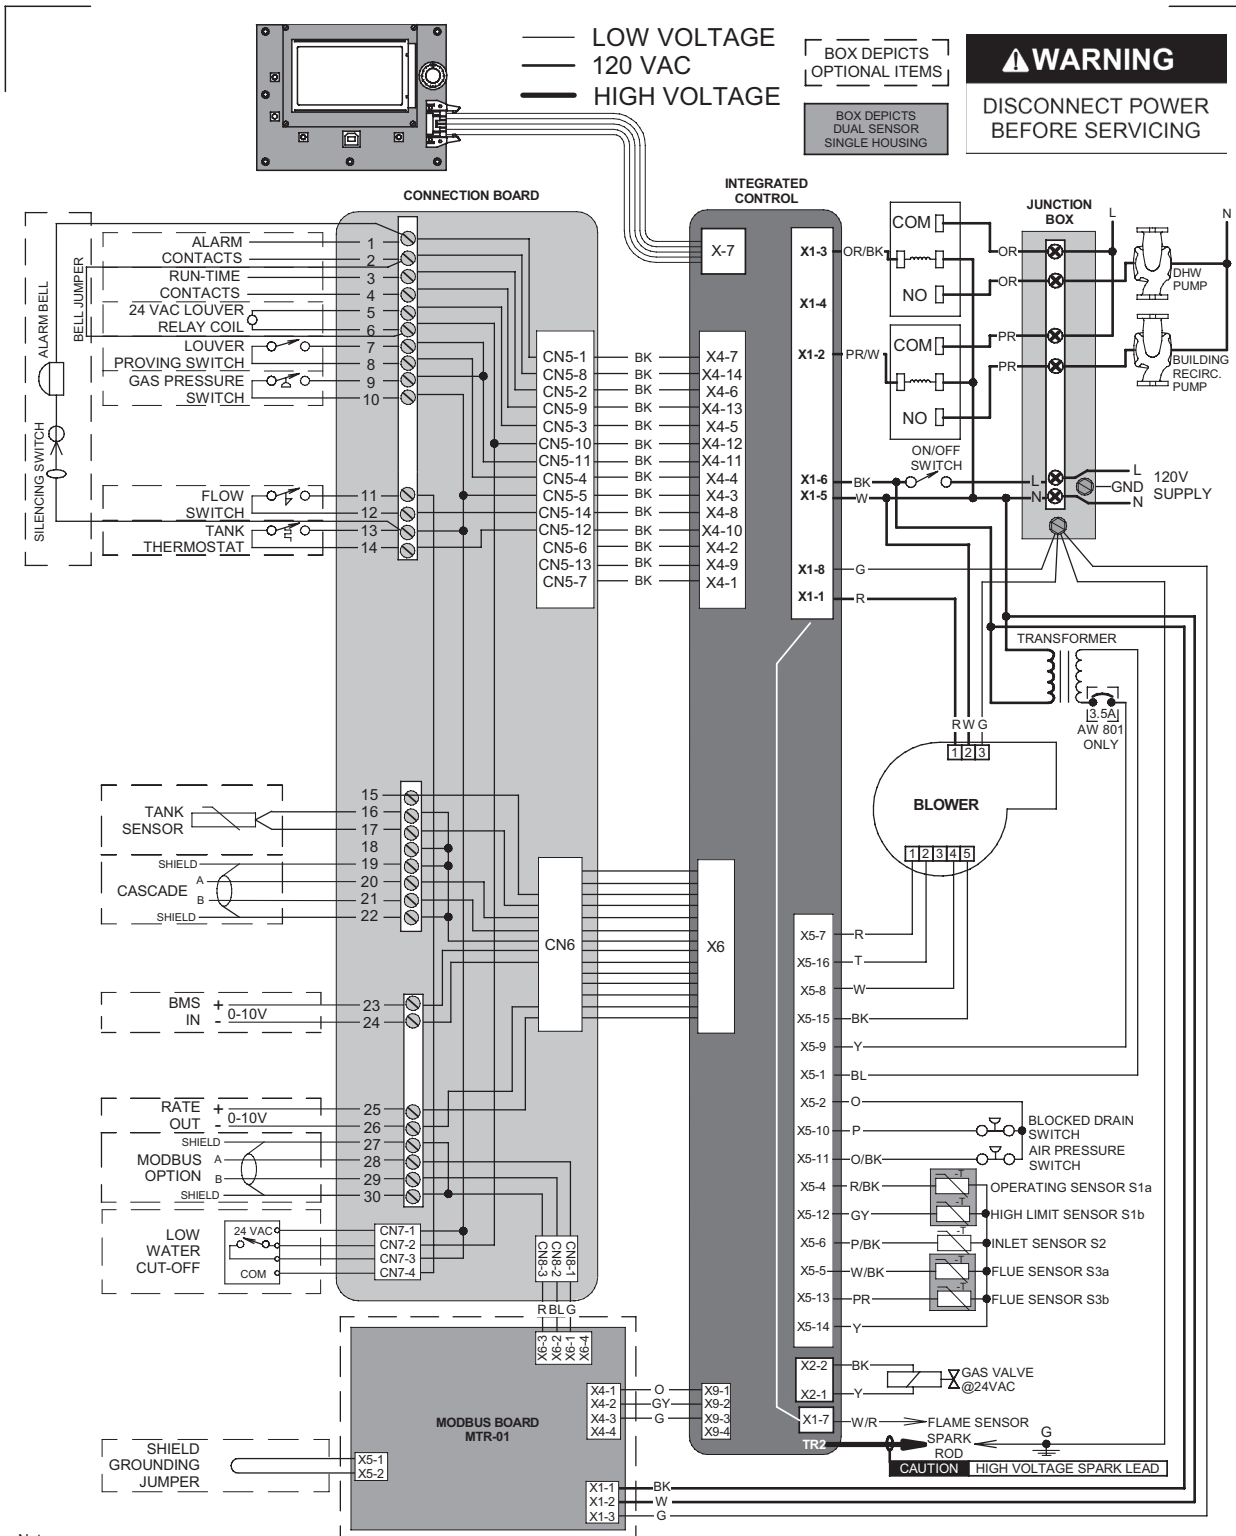 LOW VOLTAGE
120 VAC
HIGH VOLTAGE
BOX DEPICTS
OPTIONAL ITEMS
BOX DEPICTS
DUAL SENSOR
SINGLE HOUSING
WARNING
DISCONNECT POWER
BEFORE SERVICING
CONNECTION BOARD
INTEGRATED
CONTROL
JUNCTION
BOX
L
N
ALARM BELL
SILENCING SWITCH
BELL JUMPER
ALARM 1
CONTACTS 2
RUN-TIME 3
CONTACTS 4
24 VAC LOUVER 5
RELAY COIL 6
LOUVER 7
PROVING SWITCH 8
GAS PRESSURE 9
SWITCH 10
FLOW 11
SWITCH 12
TANK 13
THERMOSTAT 14
X-7
CN5-1 BK X4-7
CN5-8 BK X4-14
CN5-2 BK X4-6
CN5-9 BK X4-13
CN5-3 BK X4-5
CN5-10 BK X4-12
CN5-11 BK X4-11
CN5-4 BK X4-4
CN5-5 BK X4-3
CN5-14 BK X4-8
CN5-12 BK X4-10
CN5-6 BK X4-2
CN5-13 BK X4-9
CN5-7 BK X4-1
X1-3 OR/BK
X1-4
X1-2 PR/W
X1-6 BK
X1-5 W
X1-8 G
X1-1 R
COM
NO
COM
NO
OR
OR
PR
PR
DHW
PUMP
BUILDING
RECIRC.
PUMP
ON/OFF
SWITCH
L
N
L
GND
N
120V
SUPPLY
TRANSFORMER
3.5A
AW 801
ONLY
R W G
1 2 3
BLOWER
1 2 3 4 5
15
TANK 16
SENSOR 17
18
SHIELD 19
CASCADE A 20
B 21
SHIELD 22
CN6
X6
BMS + 23
IN - 0-10V 24
RATE + 25
OUT - 0-10V 26
SHIELD 27
MODBUS A 28
OPTION B 29
SHIELD 30
LOW
WATER
CUT-OFF
24 VAC
COM
CN7-1
CN7-2
CN7-3
CN7-4
CN8-3
CN8-2
CN8-1
R BL G
X6-3
X6-2
X6-1
X6-4
X5-7 R
X5-16 T
X5-8 W
X5-15 BK
X5-9 Y
X5-1 BL
X5-2 O
X5-10 P
BLOCKED DRAIN
SWITCH
X5-11 O/BK
AIR PRESSURE
SWITCH
X5-4 R/BK -T OPERATING SENSOR S1a
X5-12 GY -T HIGH LIMIT SENSOR S1b
X5-6 P/BK -T INLET SENSOR S2
X5-5 W/BK -T FLUE SENSOR S3a
X5-13 PR -T FLUE SENSOR S3b
X5-14 Y
X2-2 BK
X2-1 Y
GAS VALVE
@24VAC
X1-7 W/R FLAME SENSOR
TR2
SPARK
ROD
G
CAUTION HIGH VOLTAGE SPARK LEAD
MODBUS BOARD
MTR-01
X4-1 O X9-1
X4-2 GY X9-2
X4-3 G X9-3
X4-4 X9-4
SHIELD
GROUNDING
JUMPER
X5-1
X5-2
X1-1 BK
X1-2 W
X1-3 G